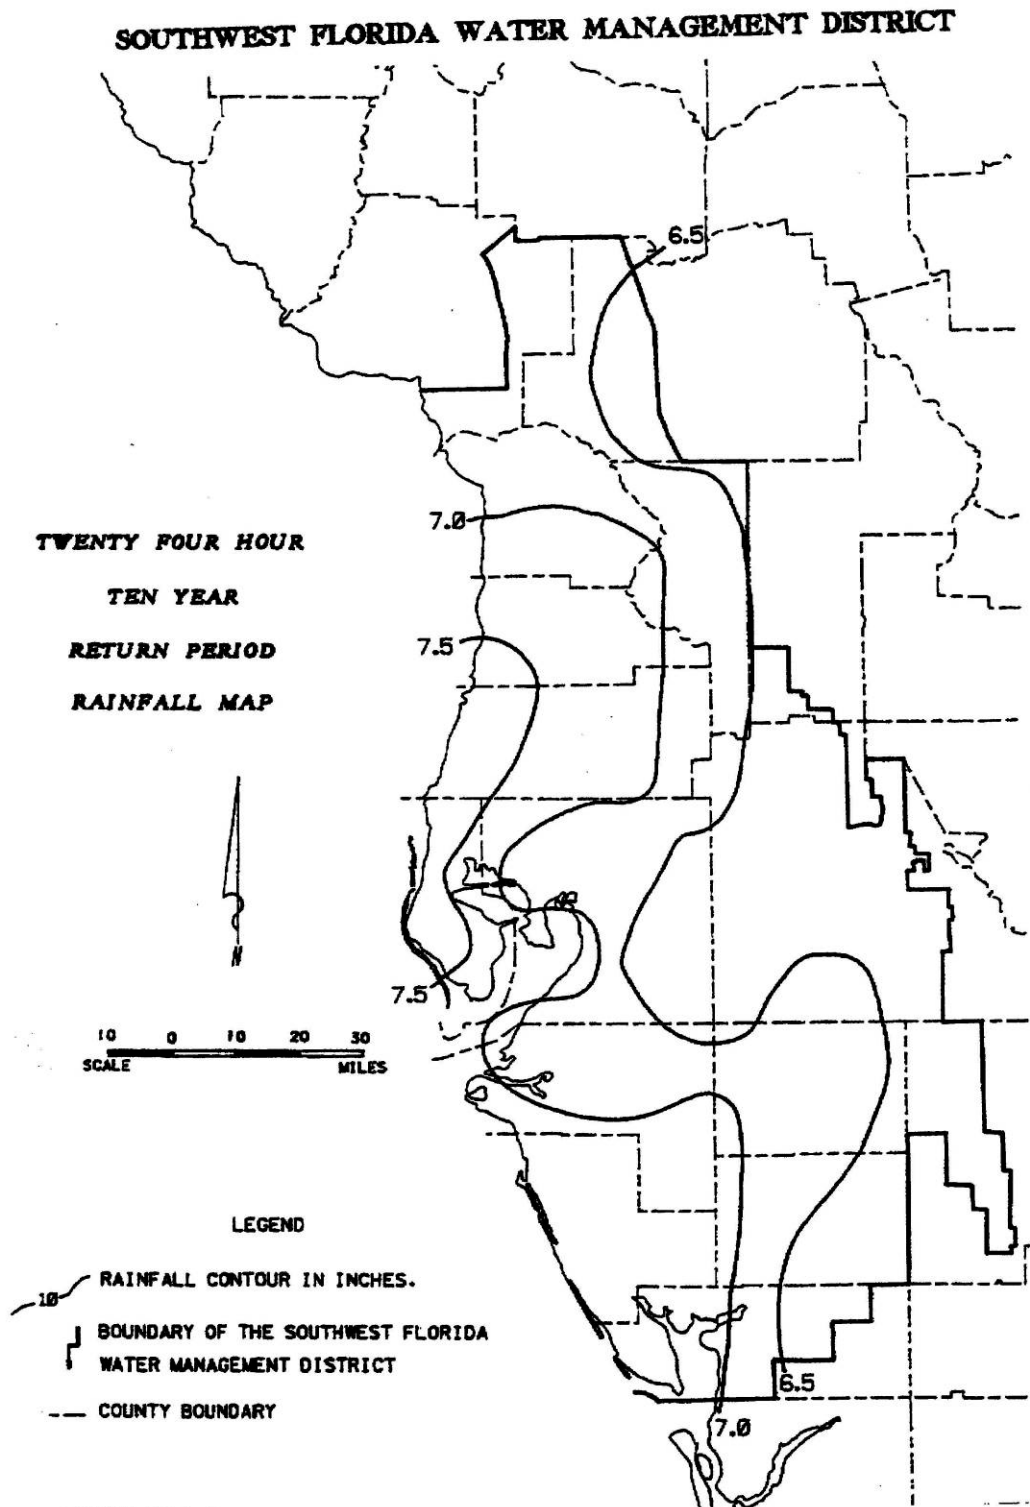 SOUTHWEST FLORIDA WATER MANAGEMENT DISTRICT
6.5
7.0
TWENTY FOUR HOUR
TEN YEAR
RETURN PERIOD
RAINFALL MAP
7.5
N
7.5
10 0 10 20 30
SCALE MILES
LEGEND
10 RAINFALL CONTOUR IN INCHES.
BOUNDARY OF THE SOUTHWEST FLORIDA
WATER MANAGEMENT DISTRICT
COUNTY BOUNDARY
6.5
7.0